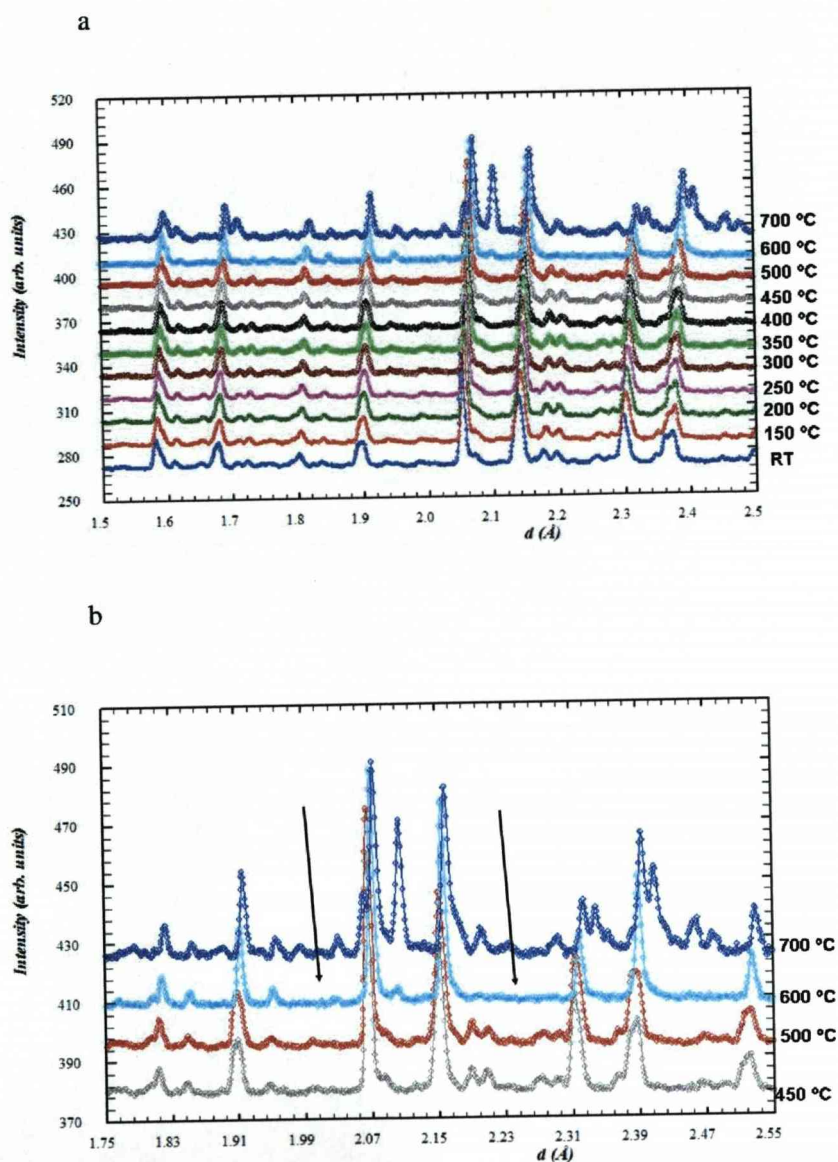 a
520
490
460
430
400
370
340
310
280
250
Intensity (arb. units)
700 °C
600 °C
500 °C
450 °C
400 °C
350 °C
300 °C
250 °C
200 °C
150 °C
RT
1.5 1.6 1.7 1.8 1.9 2.0 2.1 2.2 2.3 2.4 2.5
d (Å)
b
510
490
470
450
430
410
390
370
Intensity (arb. units)
700 °C
600 °C
500 °C
450 °C
1.75 1.83 1.91 1.99 2.07 2.15 2.23 2.31 2.39 2.47 2.55
d (Å)